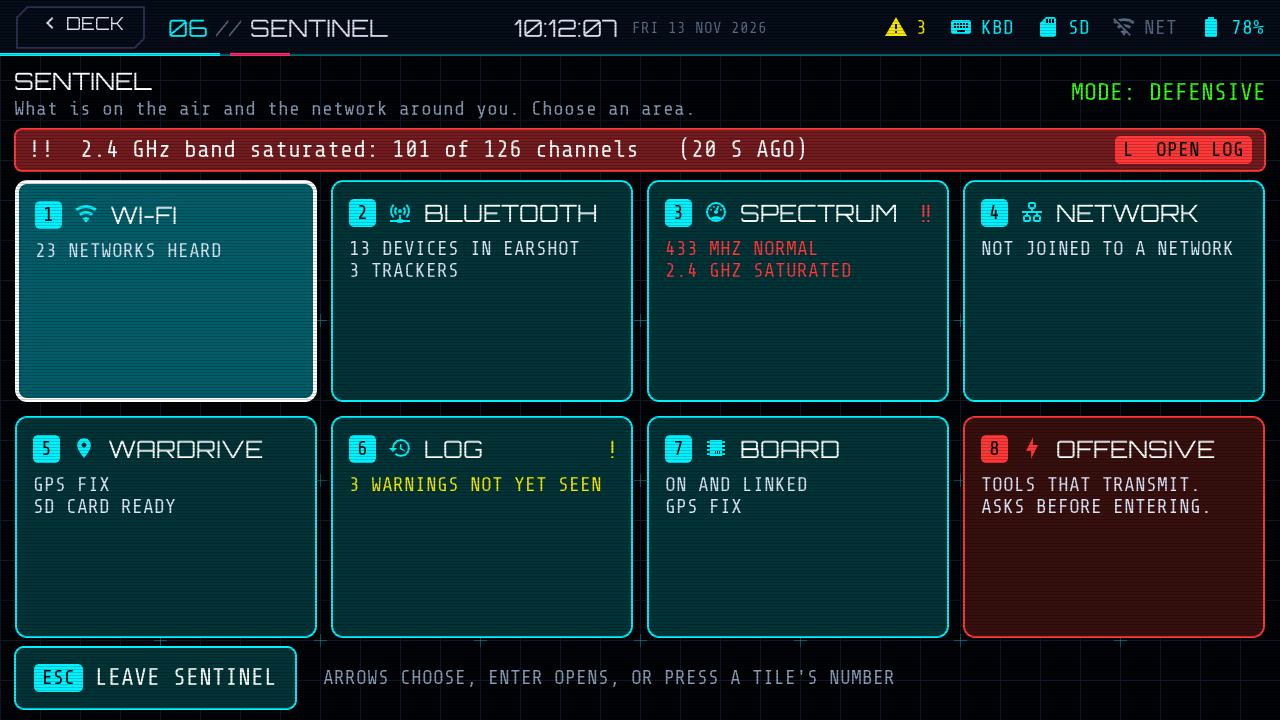 DECK
06 // SENTINEL
10:12:07 FRI 13 NOV 2026
3 KBD SD NET 78%
SENTINEL
What is on the air and the network around you. Choose an area.
MODE: DEFENSIVE
!! 2.4 GHz band saturated: 101 of 126 channels (20 S AGO)
L OPEN LOG
1 WI-FI
23 NETWORKS HEARD
2 BLUETOOTH
13 DEVICES IN EARSHOT
3 TRACKERS
3 SPECTRUM !!
433 MHZ NORMAL
2.4 GHZ SATURATED
4 NETWORK
NOT JOINED TO A NETWORK
5 WARDRIVE
GPS FIX
SD CARD READY
6 LOG !
3 WARNINGS NOT YET SEEN
7 BOARD
ON AND LINKED
GPS FIX
8 OFFENSIVE
TOOLS THAT TRANSMIT.
ASKS BEFORE ENTERING.
ESC LEAVE SENTINEL
ARROWS CHOOSE, ENTER OPENS, OR PRESS A TILE'S NUMBER